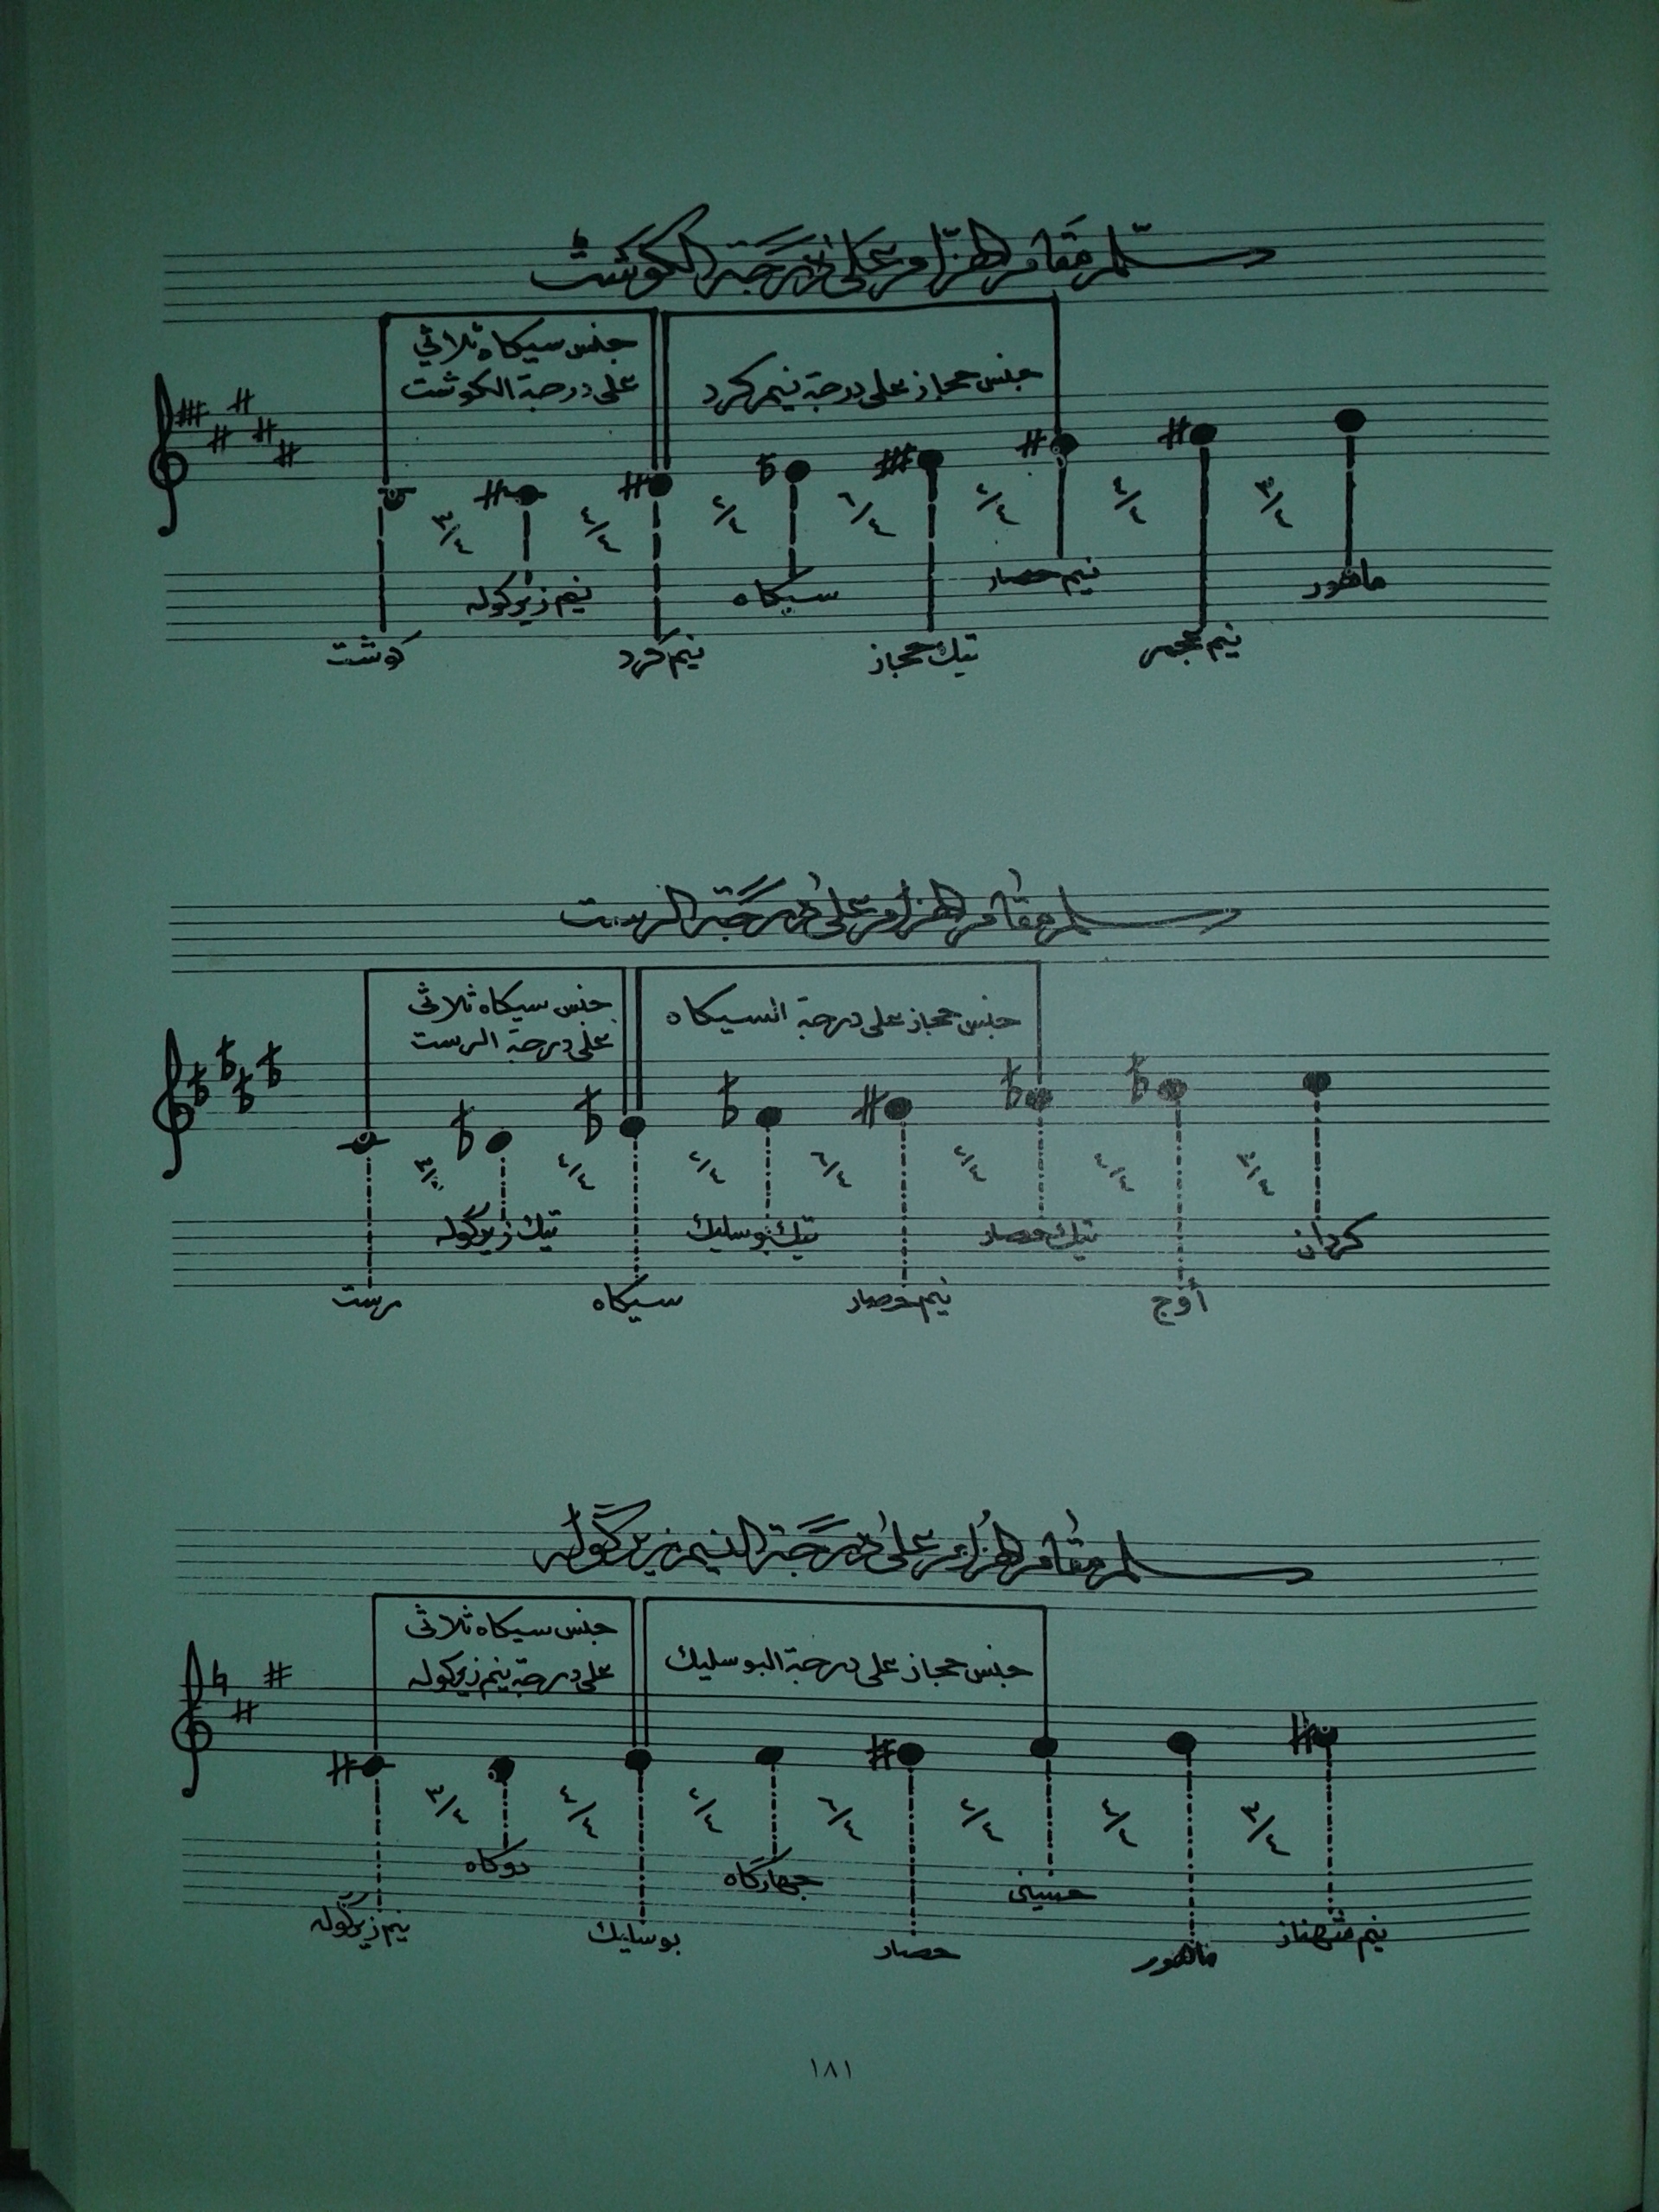 سلم مقام الهزام على درجة الكوشت
جنس سيكاه ثلاثي
على درجة الكوشت
جنس حجاز على درجة نيم كرد
٣/٤ ٤/٤ ٢/٤ ٦/٤ ٢/٤ ٤/٤ ٣/٤
نيم زيركوله سيكاه نيم حصار ماهور
كوشت نيم كرد تيك حجاز نيم عجم
سلم مقام الهزام على درجة الرست
جنس سيكاه ثلاثي
على درجة الرست
جنس حجاز على درجة السيكاه
٣/٤ ٤/٤ ٢/٤ ٦/٤ ٢/٤ ٤/٤ ٣/٤
تيك زيركوله تيك بوسليك تيك حصار كردان
رست سيكاه نيم حصار أوج
سلم مقام الهزام على درجة النيم زيركوله
جنس سيكاه ثلاثي
على درجة نيم زيركوله
جنس حجاز على درجة البوسليك
٣/٤ ٤/٤ ٢/٤ ٦/٤ ٢/٤ ٤/٤ ٣/٤
دوكاه جهاركاه حسيني نيم شهناز
نيم زيركوله بوسليك حصار ماهور
١٨١